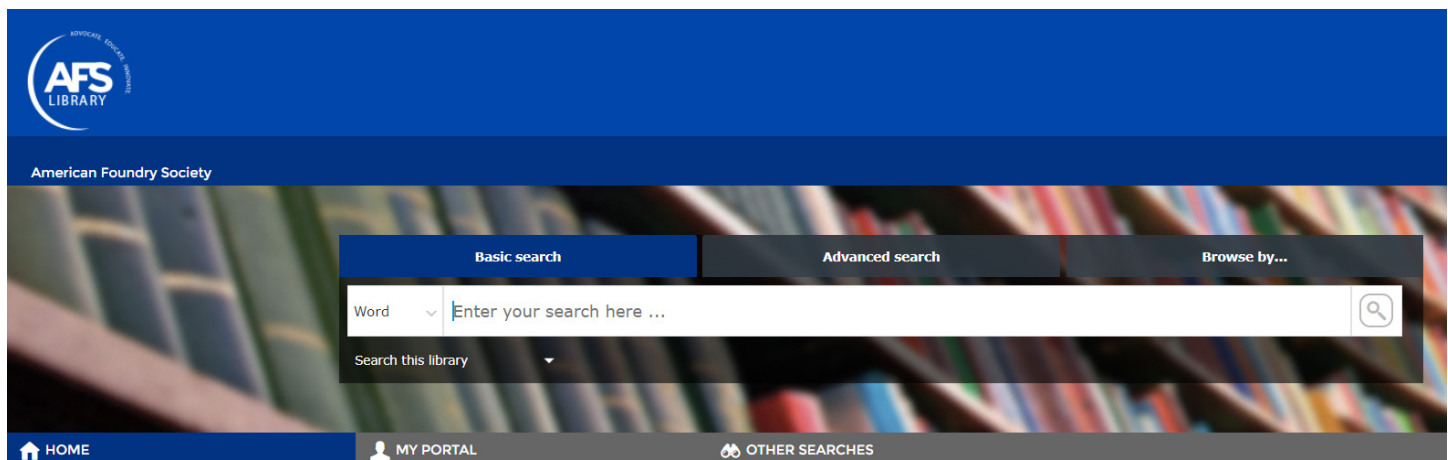 ADVOCATE EDUCATE INNOVATE
AFS
LIBRARY
American Foundry Society
Basic search
Advanced search
Browse by...
Word
Enter your search here ...
Search this library
HOME
MY PORTAL
OTHER SEARCHES